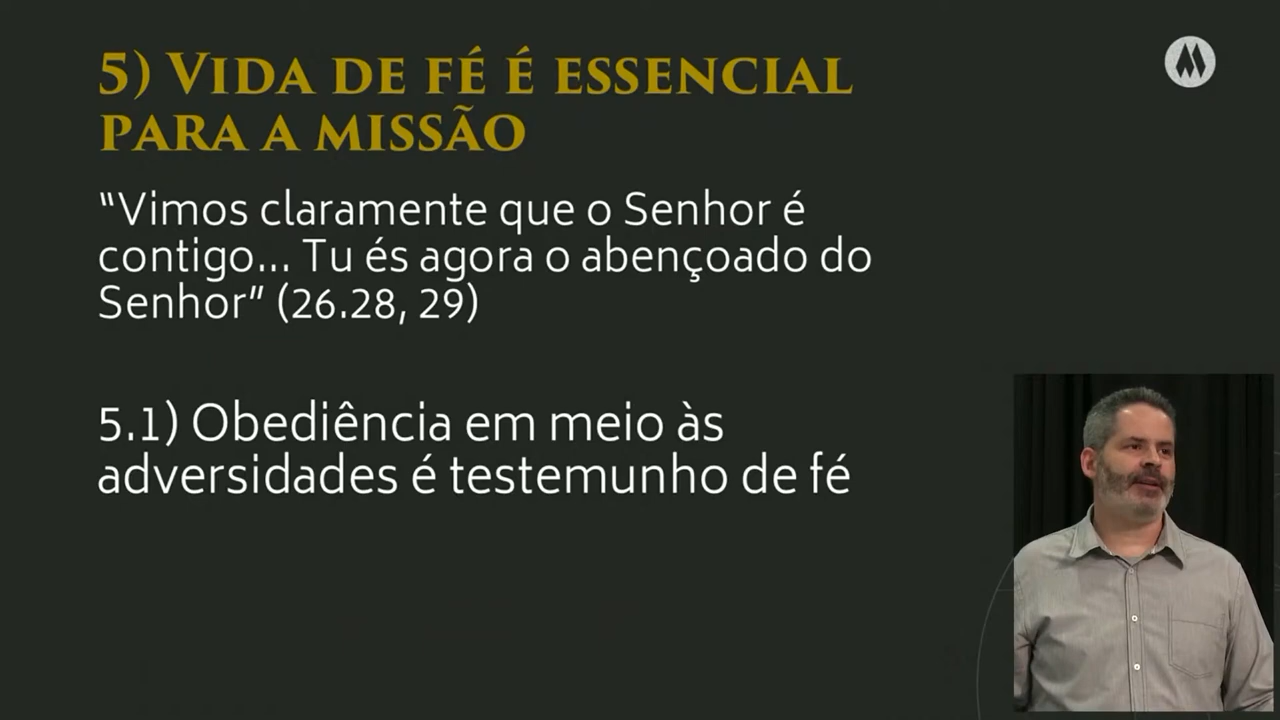 5) VIDA DE FÉ É ESSENCIAL
PARA A MISSÃO
“Vimos claramente que o Senhor é
contigo... Tu és agora o abençoado do
Senhor” (26.28, 29)
5.1) Obediência em meio às
adversidades é testemunho de fé